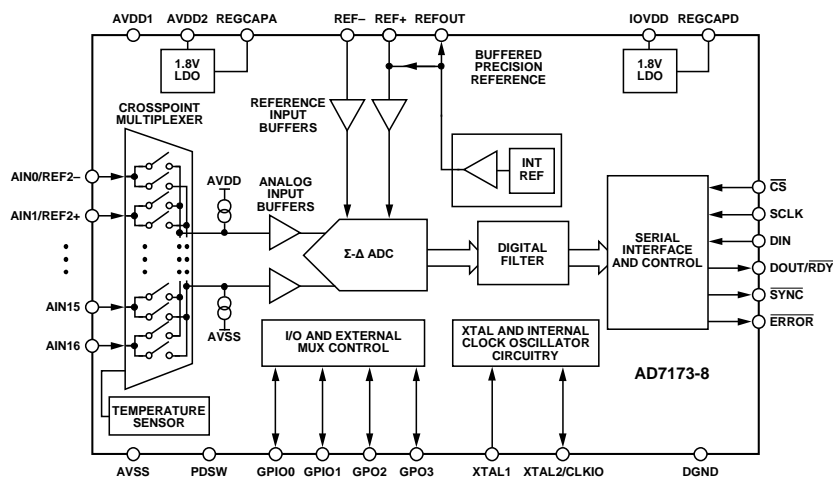 AVDD1 AVDD2 REGCAPA REF– REF+ REFOUT IOVDD REGCAPD
1.8V
LDO
BUFFERED
PRECISION
REFERENCE
1.8V
LDO
CROSSPOINT
MULTIPLEXER
REFERENCE
INPUT
BUFFERS
INT
REF
AIN0/REF2–
AIN1/REF2+
AIN15
AIN16
AVDD
ANALOG
INPUT
BUFFERS
Σ-Δ ADC
DIGITAL
FILTER
SERIAL
INTERFACE
AND CONTROL
CS
SCLK
DIN
DOUT/RDY
SYNC
ERROR
AVSS
I/O AND EXTERNAL
MUX CONTROL
XTAL AND INTERNAL
CLOCK OSCILLATOR
CIRCUITRY
AD7173-8
TEMPERATURE
SENSOR
AVSS PDSW GPIO0 GPIO1 GPO2 GPO3 XTAL1 XTAL2/CLKIO DGND